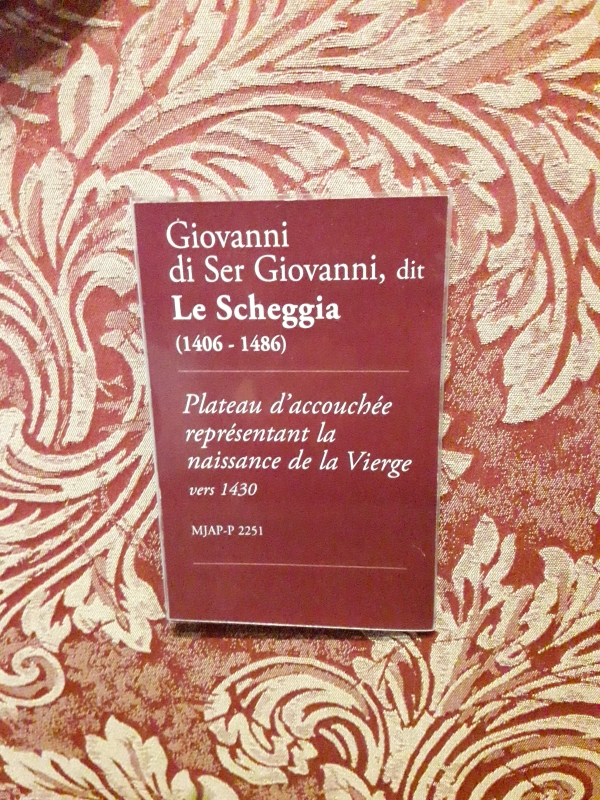 Giovanni
di Ser Giovanni, dit
Le Scheggia
(1406 - 1486)
Plateau d'accouchée
représentant la
naissance de la Vierge
vers 1430
MJAP-P 2251